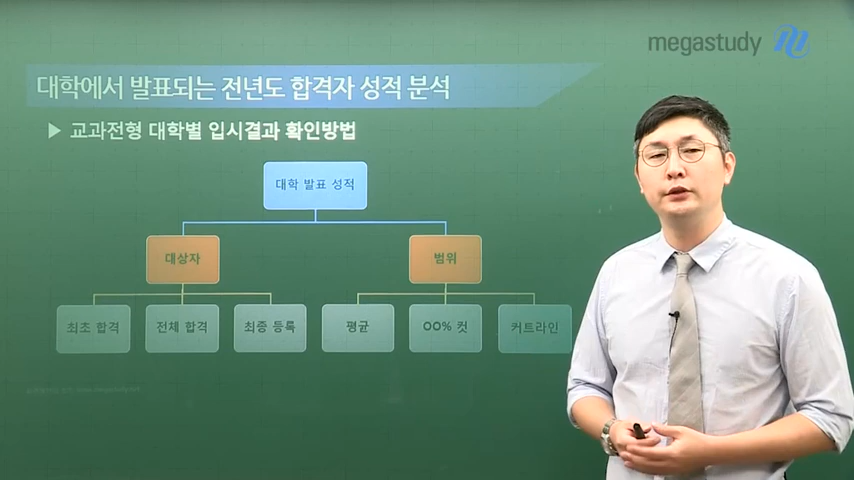 megastudy
대학에서 발표되는 전년도 합격자 성적 분석
▶ 교과전형 대학별 입시결과 확인방법
대학 발표 성적
대상자
범위
최초 합격
전체 합격
최종 등록
평균
OO% 컷
커트라인